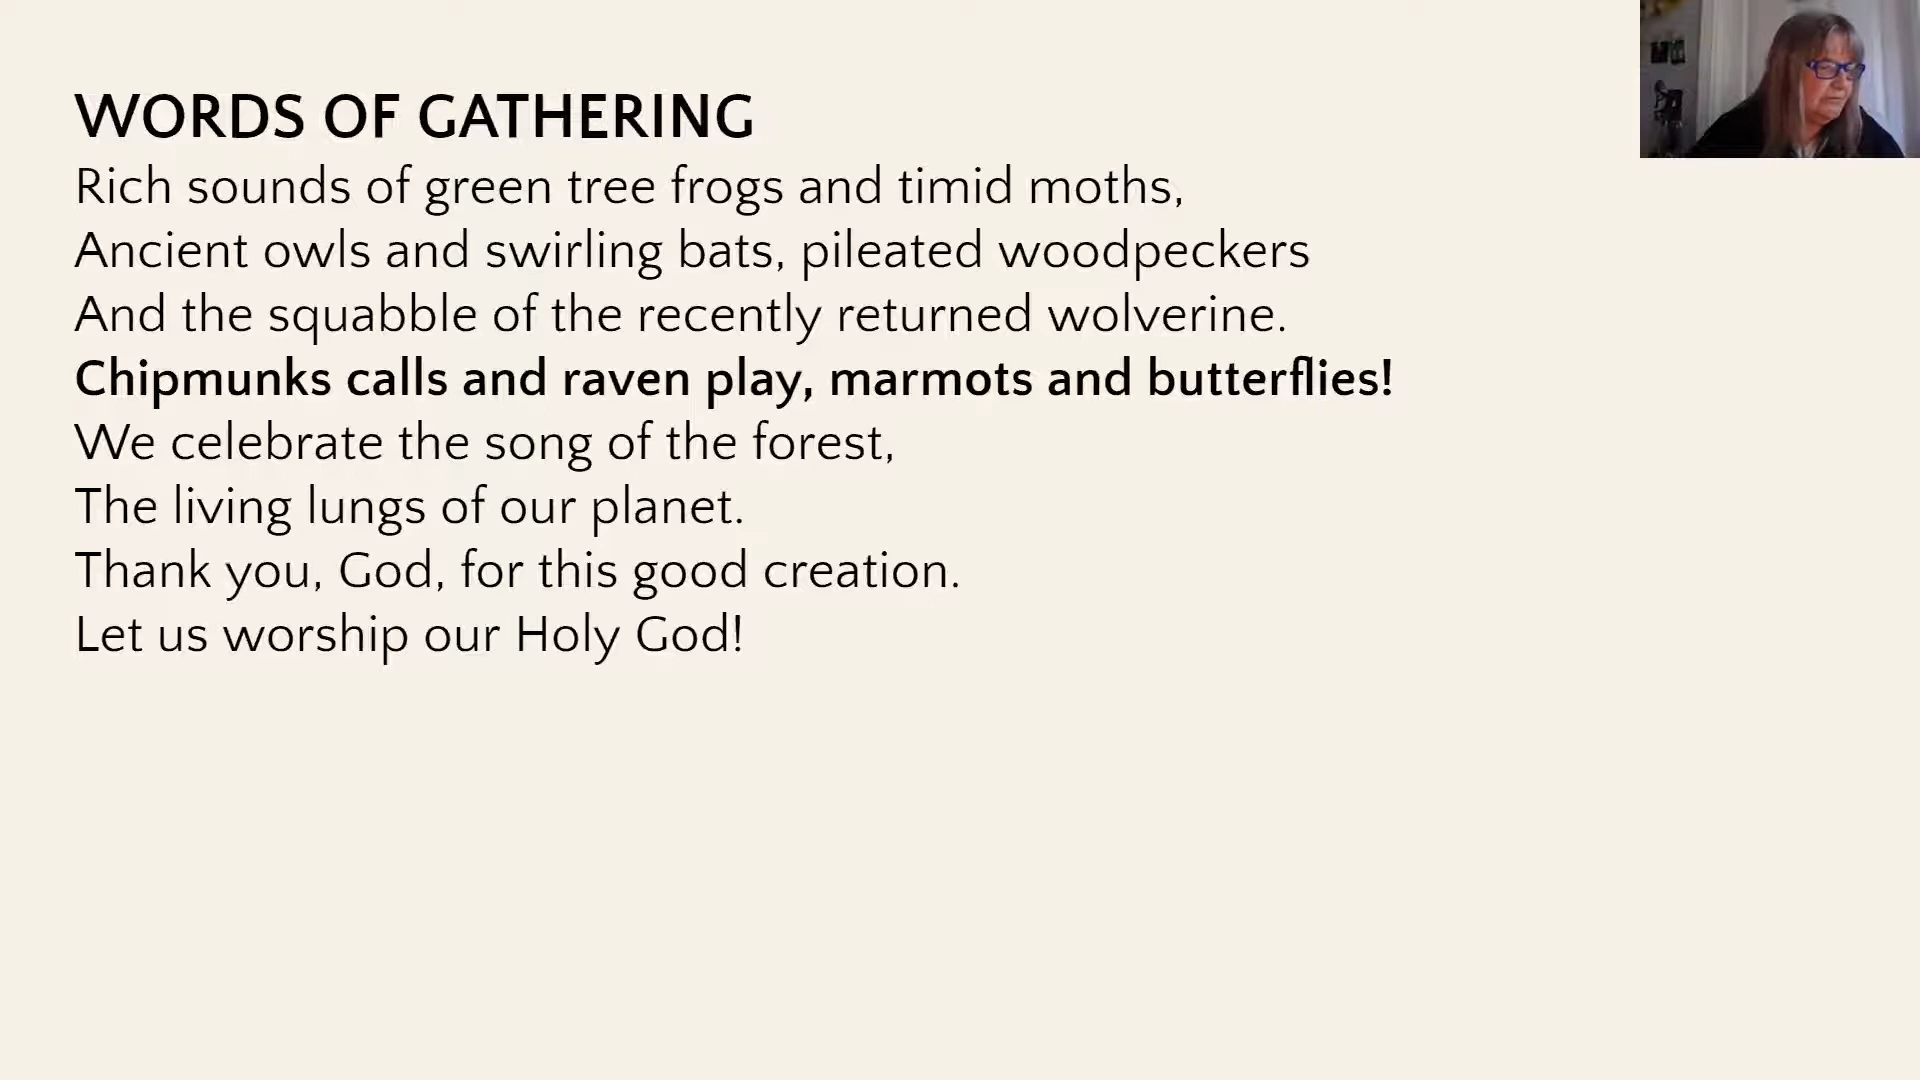 WORDS OF GATHERING
Rich sounds of green tree frogs and timid moths,
Ancient owls and swirling bats, pileated woodpeckers
And the squabble of the recently returned wolverine.
Chipmunks calls and raven play, marmots and butterflies!
We celebrate the song of the forest,
The living lungs of our planet.
Thank you, God, for this good creation.
Let us worship our Holy God!